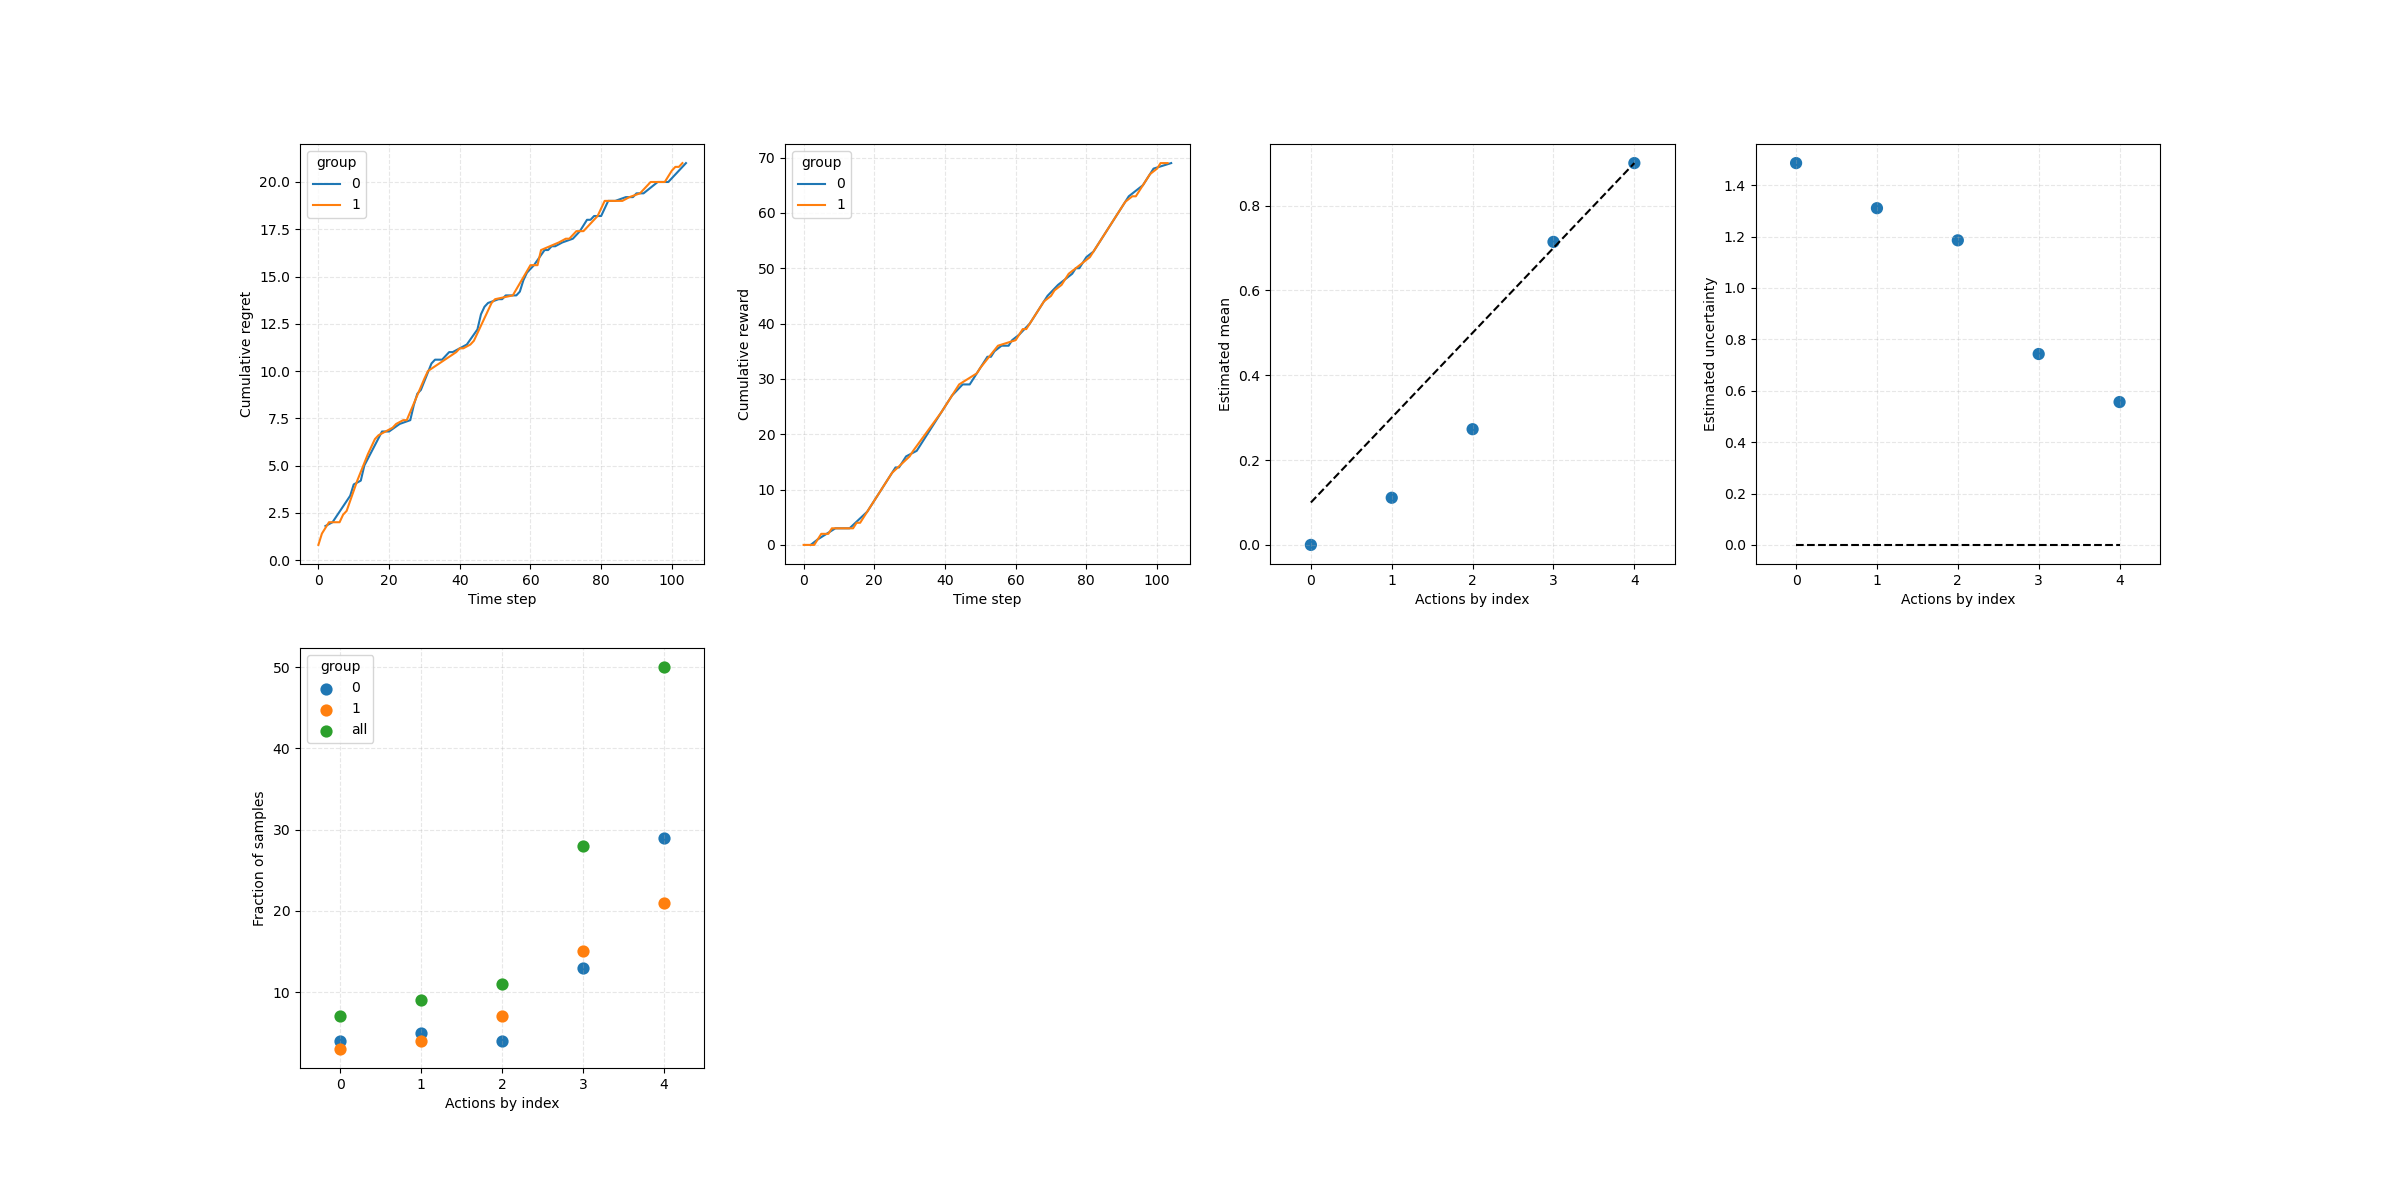 group
0
1
20.0
17.5
15.0
12.5
10.0
7.5
5.0
2.5
0.0
0 20 40 60 80 100
Time step
Cumulative regret
group
0
1
70
60
50
40
30
20
10
0
0 20 40 60 80 100
Time step
Cumulative reward
0.8
0.6
0.4
0.2
0.0
0 1 2 3 4
Actions by index
Estimated mean
1.4
1.2
1.0
0.8
0.6
0.4
0.2
0.0
0 1 2 3 4
Actions by index
Estimated uncertainty
group
0
1
all
50
40
30
20
10
0 1 2 3 4
Actions by index
Fraction of samples